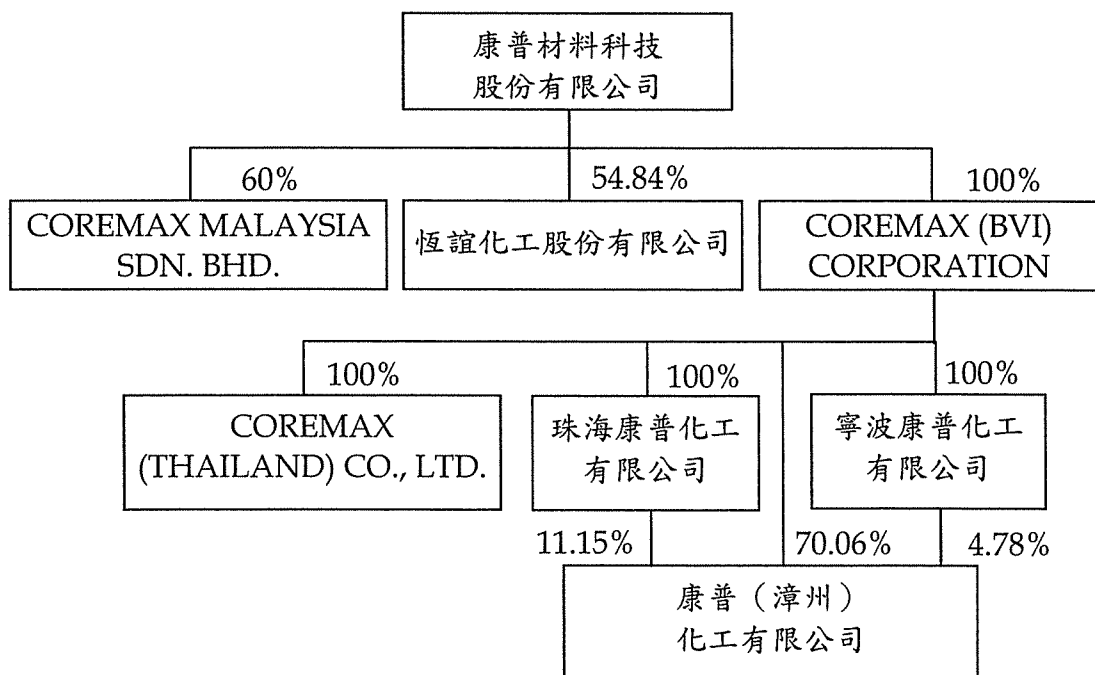 康普材料科技
股份有限公司
60%
54.84%
100%
COREMAX MALAYSIA
SDN. BHD.
恆誼化工股份有限公司
COREMAX (BVI)
CORPORATION
100%
100%
100%
COREMAX
(THAILAND) CO., LTD.
珠海康普化工
有限公司
寧波康普化工
有限公司
11.15%
70.06%
4.78%
康普（漳州）
化工有限公司